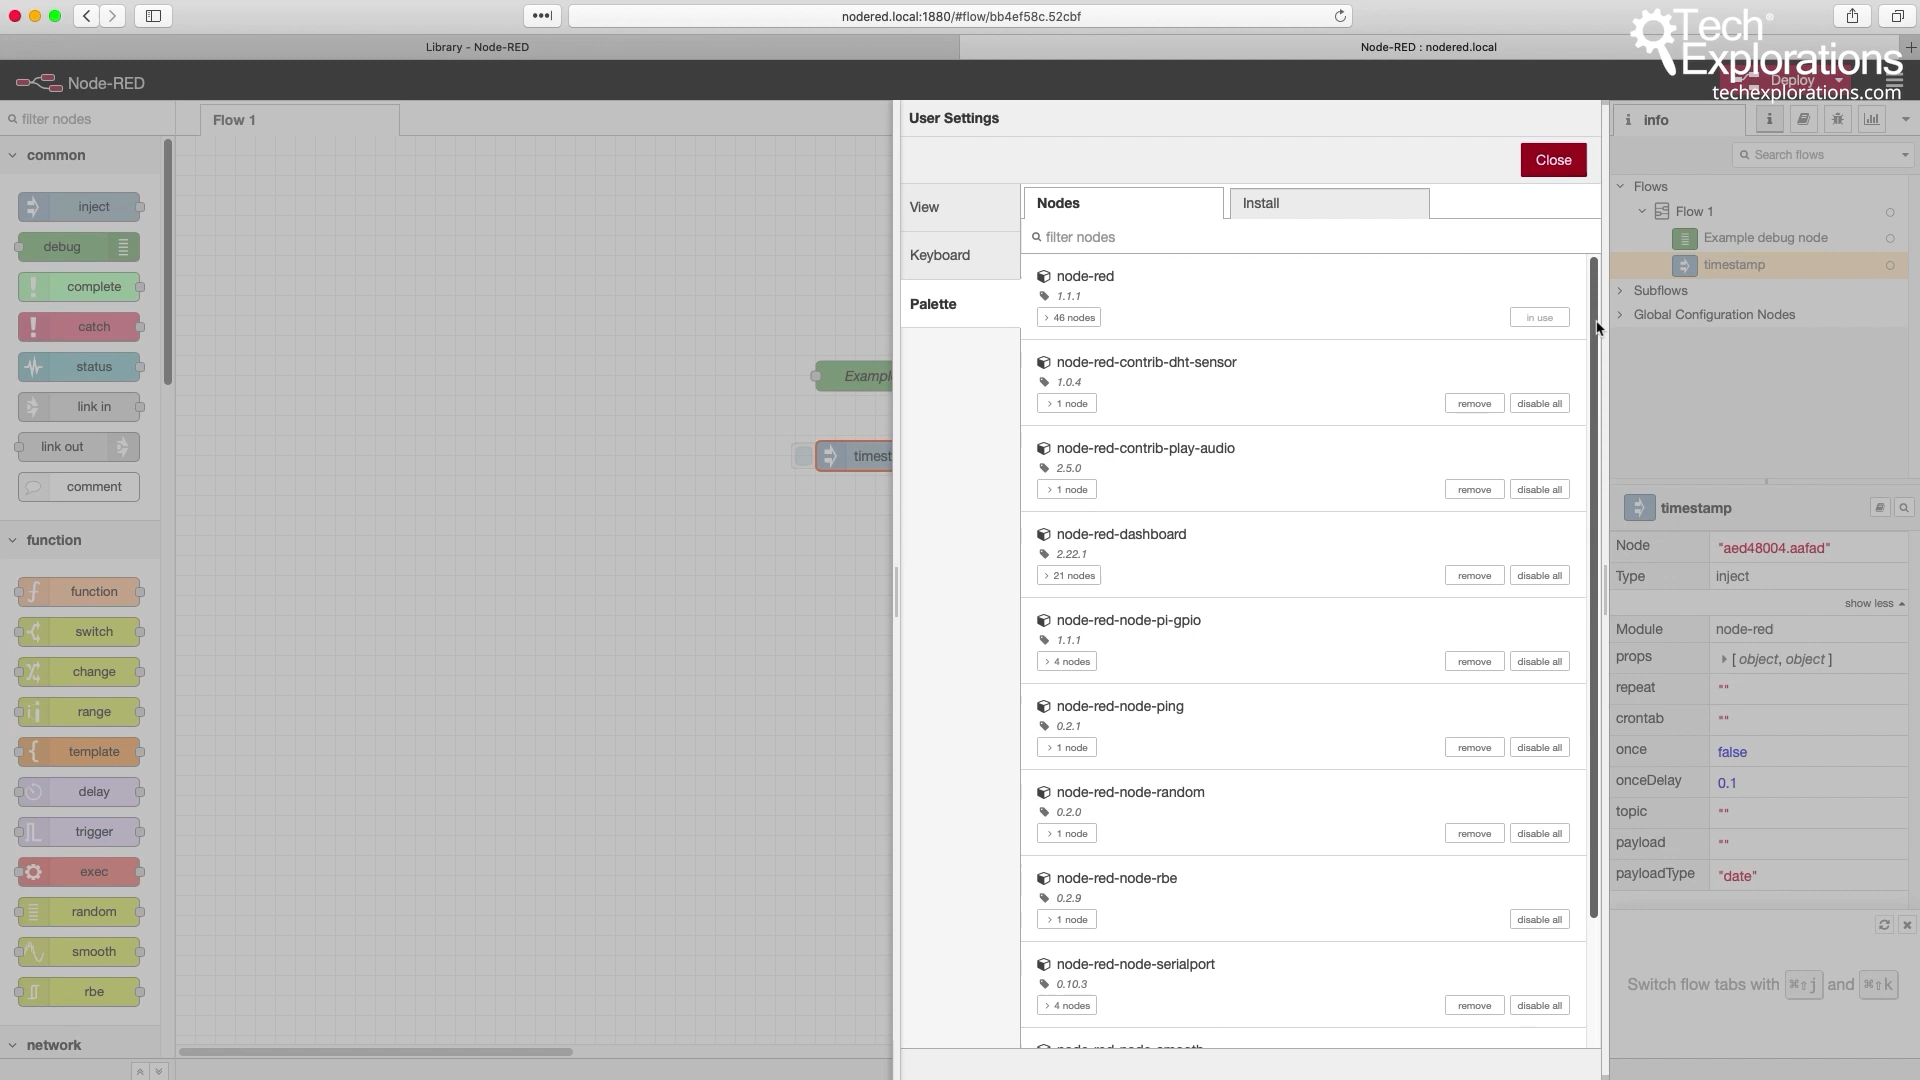 nodered.local:1880/#flow/bb4ef58c.52cbf
Library - Node-RED
Node-RED : nodered.local
Tech
Explorations
techexplorations.com
Node-RED
Deploy
filter nodes
common
inject
debug
complete
catch
status
link in
link out
comment
function
function
switch
change
range
template
delay
trigger
exec
random
smooth
rbe
network
Flow 1
Exampl
timest
User Settings
Close
View
Keyboard
Palette
Nodes
Install
filter nodes
node-red
1.1.1
46 nodes
in use
node-red-contrib-dht-sensor
1.0.4
1 node
remove
disable all
node-red-contrib-play-audio
2.5.0
1 node
remove
disable all
node-red-dashboard
2.22.1
21 nodes
remove
disable all
node-red-node-pi-gpio
1.1.1
4 nodes
remove
disable all
node-red-node-ping
0.2.1
1 node
remove
disable all
node-red-node-random
0.2.0
1 node
remove
disable all
node-red-node-rbe
0.2.9
1 node
disable all
node-red-node-serialport
0.10.3
4 nodes
remove
disable all
info
Search flows
Flows
Flow 1
Example debug node
timestamp
Subflows
Global Configuration Nodes
timestamp
Node "aed48004.aafad"
Type inject
show less
Module node-red
props [ object, object ]
repeat ""
crontab ""
once false
onceDelay 0.1
topic ""
payload ""
payloadType "date"
Switch flow tabs with ⌘⇧j and ⌘⇧k